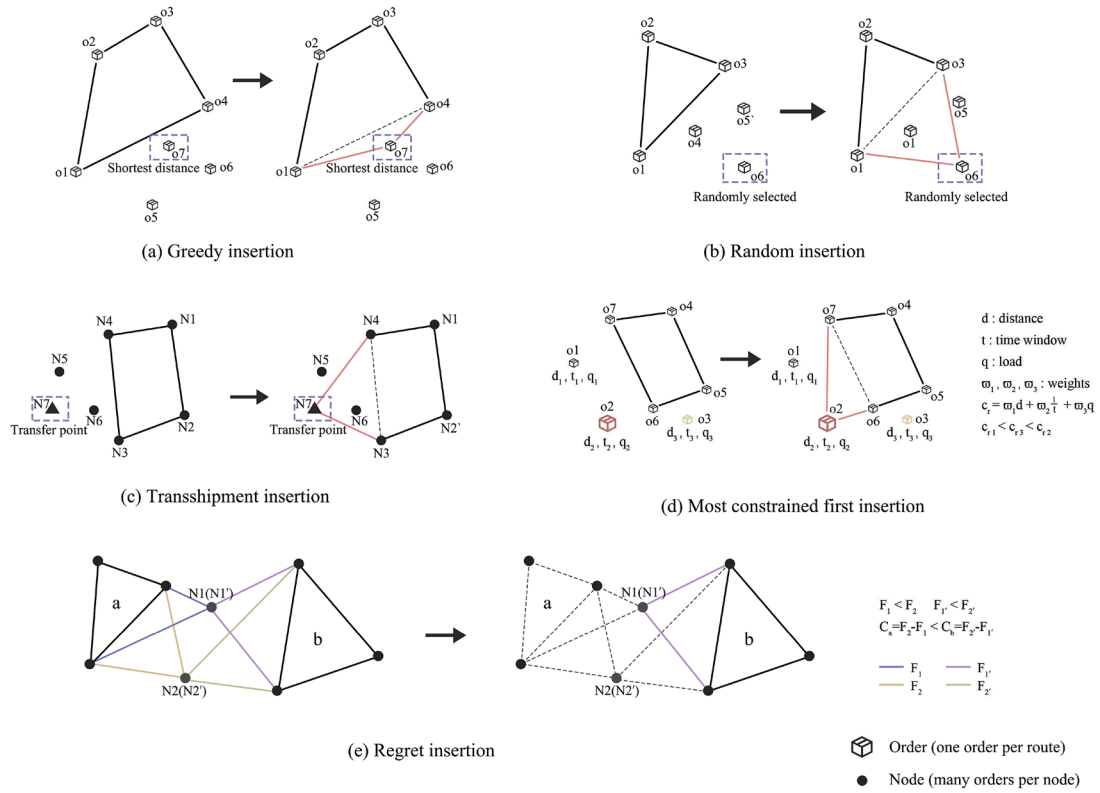 o3
o2
o4
o7
Shortest distance
o1
o6
o5
o3
o2
o4
o7
Shortest distance
o1
o6
o5
(a) Greedy insertion
o2
o3
o5`
o4
o1
o6
Randomly selected
o2
o3
o5
o1
o1
o6
Randomly selected
(b) Random insertion
N4
N1
N5
N7
N6
N2
Transfer point
N3
N4
N1
N5
N7
N6
N2`
Transfer point
N3
(c) Transshipment insertion
o7
o4
o1
d₁, t₁, q₁
o5
o2
o6
o3
d₂, t₂, q₂
d₃, t₃, q₃
o7
o4
o1
d₁, t₁, q₁
o5
o2
o6
o3
d₂, t₂, q₂
d₃, t₃, q₃
d : distance
t : time window
q : load
ϖ₁, ϖ₂, ϖ₃ : weights
cᵣ= ϖ₁d + ϖ₂ 1/t + ϖ₃q
cᵣ₁< cᵣ₃ < cᵣ₂
(d) Most constrained first insertion
a
N1(N1′)
b
N2(N2′)
a
N1(N1′)
b
N2(N2′)
F₁ < F₂ F₁′ < F₂′
Cₐ=F₂-F₁ < C_b=F₂′-F₁′
F₁ F₁′
F₂ F₂′
(e) Regret insertion
Order (one order per route)
Node (many orders per node)